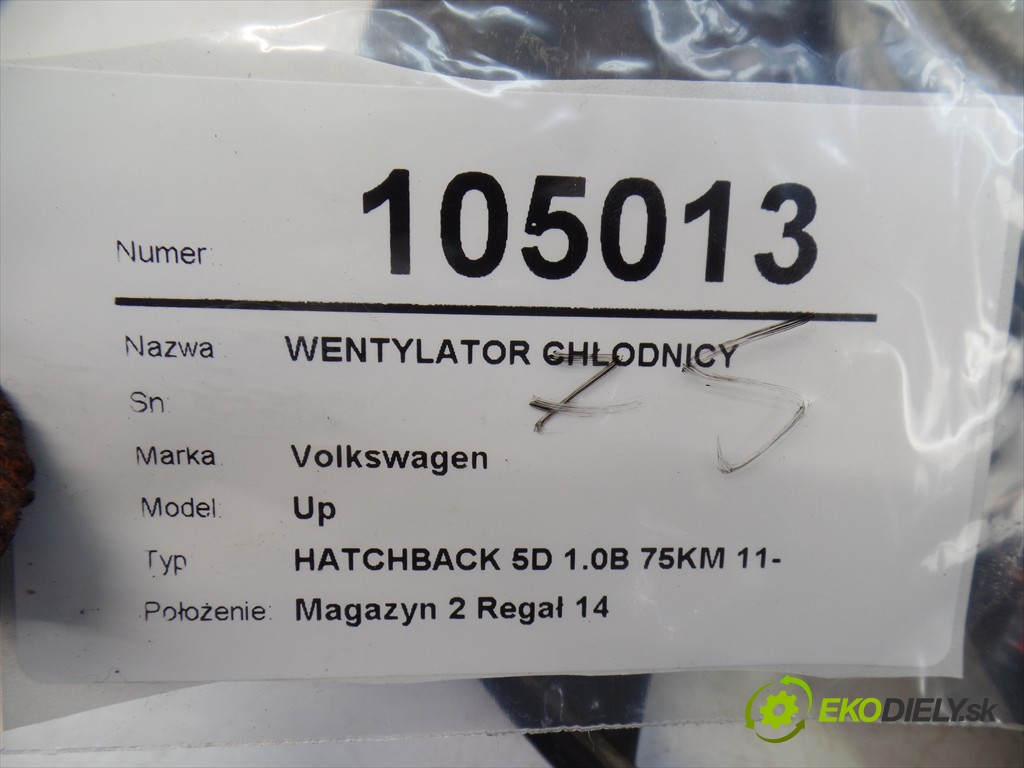 Numer: 105013
Nazwa: WENTYLATOR CHŁODNICY
Sn:
Marka: Volkswagen
Model: Up
Typ HATCHBACK 5D 1.0B 75KM 11-
Położenie: Magazyn 2 Regał 14
75
EKODIELY.sk